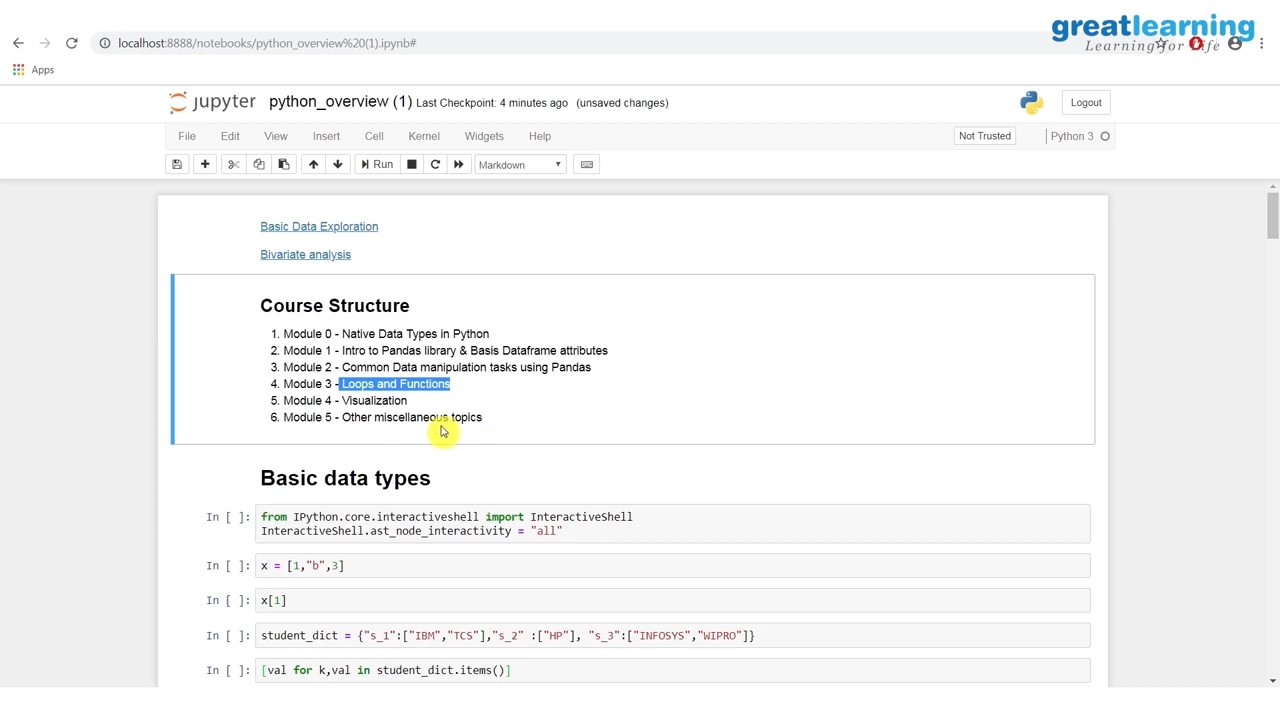 localhost:8888/notebooks/python_overview%20(1).ipynb#
greatlearning
Learning for Life
Apps
jupyter python_overview (1) Last Checkpoint: 4 minutes ago (unsaved changes)
Logout
File Edit View Insert Cell Kernel Widgets Help
Not Trusted
Python 3
Run
Markdown
Basic Data Exploration
Bivariate analysis
Course Structure
1. Module 0 - Native Data Types in Python
2. Module 1 - Intro to Pandas library & Basis Dataframe attributes
3. Module 2 - Common Data manipulation tasks using Pandas
4. Module 3 - Loops and Functions
5. Module 4 - Visualization
6. Module 5 - Other miscellaneous topics
Basic data types
In [ ]: from IPython.core.interactiveshell import InteractiveShell
InteractiveShell.ast_node_interactivity = "all"
In [ ]: x = [1,"b",3]
In [ ]: x[1]
In [ ]: student_dict = {"s_1":["IBM","TCS"],"s_2" :["HP"], "s_3":["INFOSYS","WIPRO"]}
In [ ]: [val for k,val in student_dict.items()]